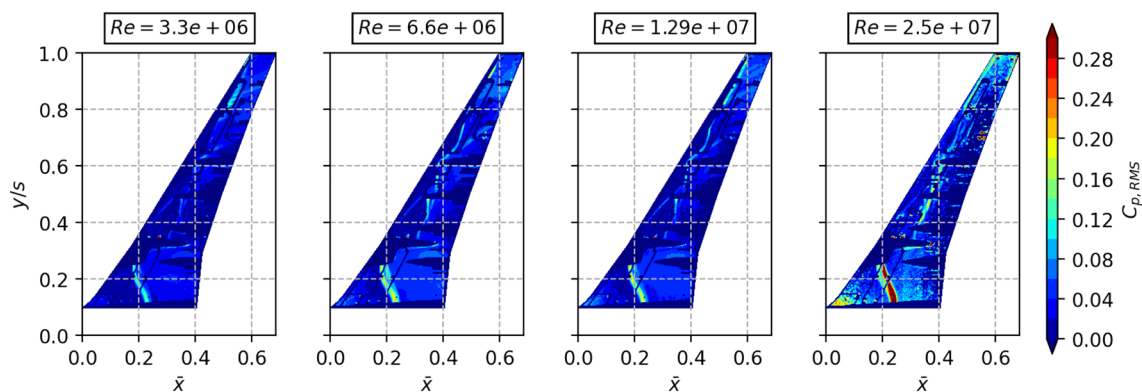 Re = 3.3e + 06
Re = 6.6e + 06
Re = 1.29e + 07
Re = 2.5e + 07
1.0
0.8
0.6
0.4
0.2
0.0
y/s
0.0 0.2 0.4 0.6
0.0 0.2 0.4 0.6
0.0 0.2 0.4 0.6
0.0 0.2 0.4 0.6
x̄
x̄
x̄
x̄
0.28
0.24
0.20
0.16
0.12
0.08
0.04
0.00
Cp,RMS